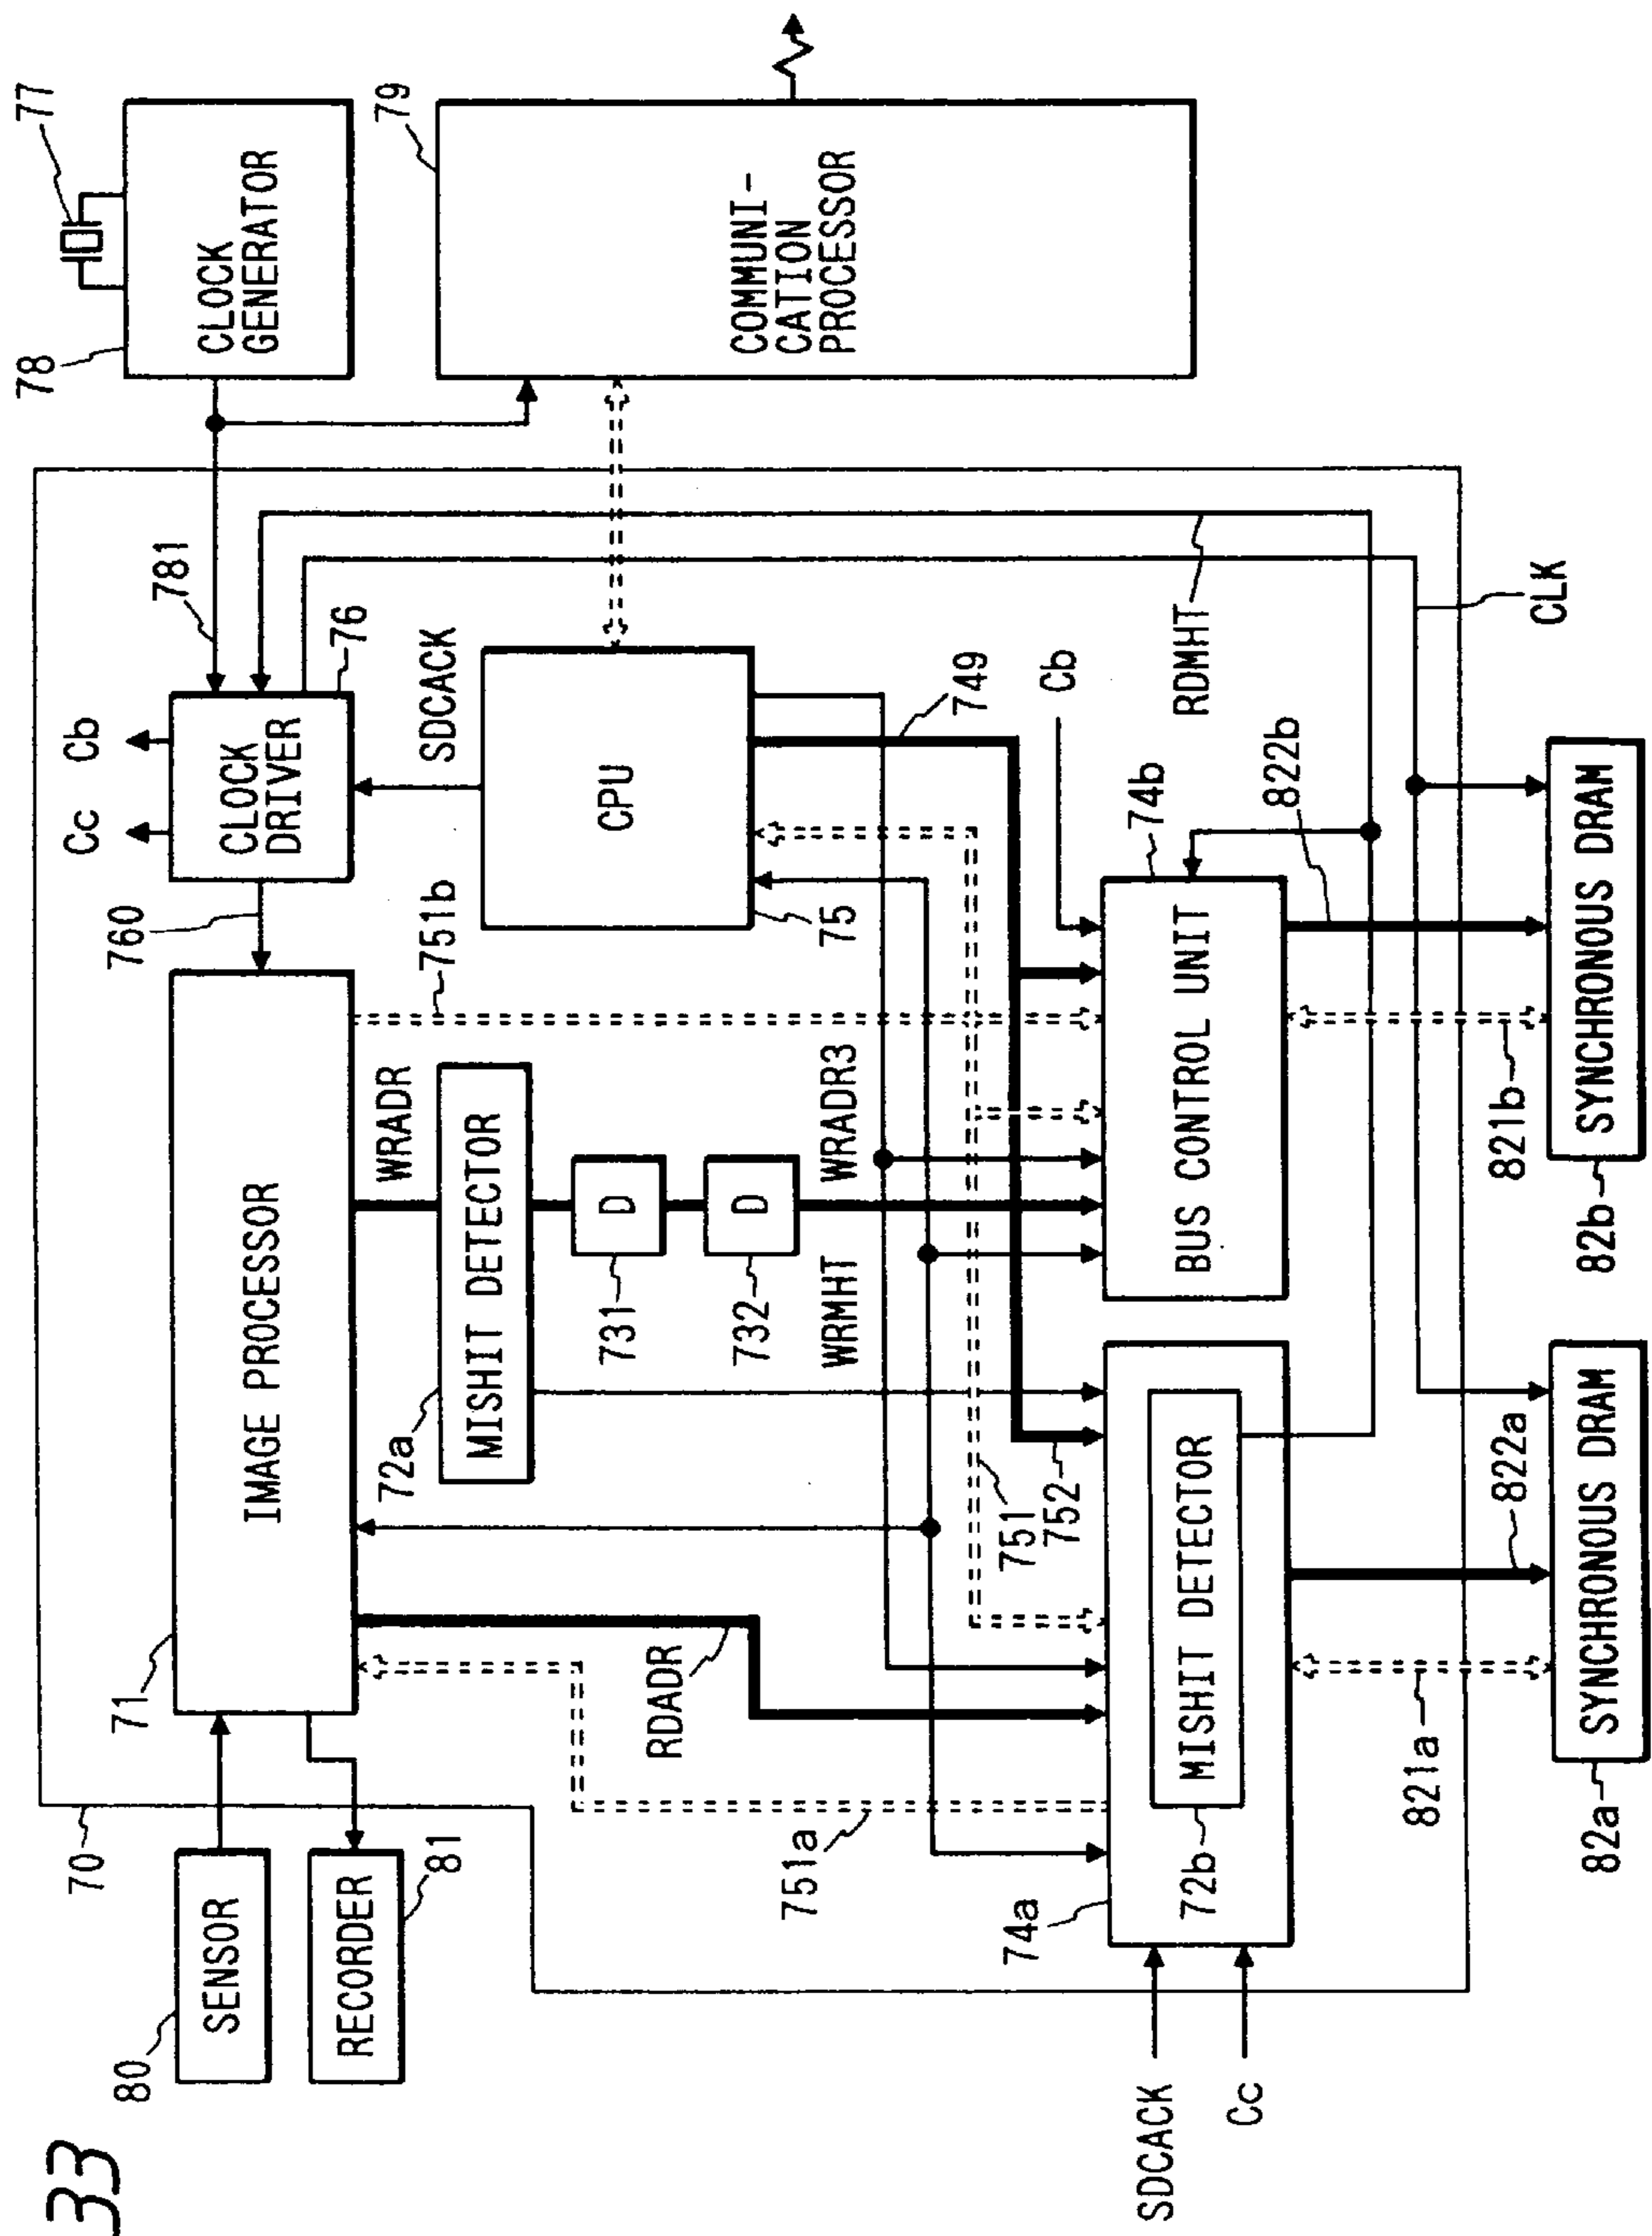 33
80
SENSOR
RECORDER
81
70
71
IMAGE PROCESSOR
760
Cc
Cb
CLOCK
DRIVER
76
781
78
CLOCK
GENERATOR
77
79
COMMUNI-
CATION
PROCESSOR
SDCACK
CPU
75
749
751b
WRADR
72a
MISHIT DETECTOR
D
731
D
732
WRADR3
WRMHT
RDADR
751a
751
752
Cb
RDMHT
CLK
74a
72b
MISHIT DETECTOR
74b
BUS CONTROL UNIT
SDCACK
Cc
821a
822a
821b
822b
82a
SYNCHRONOUS DRAM
82b
SYNCHRONOUS DRAM